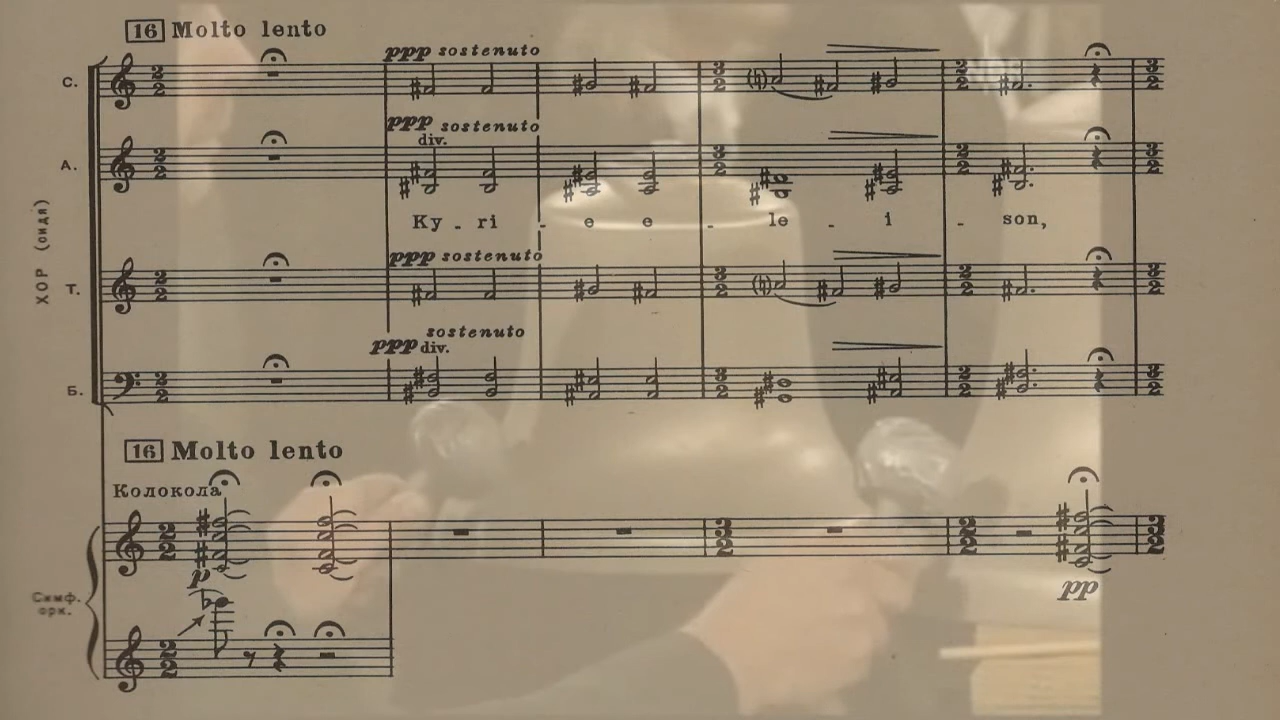 16 Molto lento
ppp sostenuto
С.
ppp sostenuto
div.
А.
Ky - ri - e e - le - i - son,
ppp sostenuto
Т.
sostenuto
ppp div.
Б.
ХОР (сидя)
16 Molto lento
Колокола
p
pp
Симф.
орк.